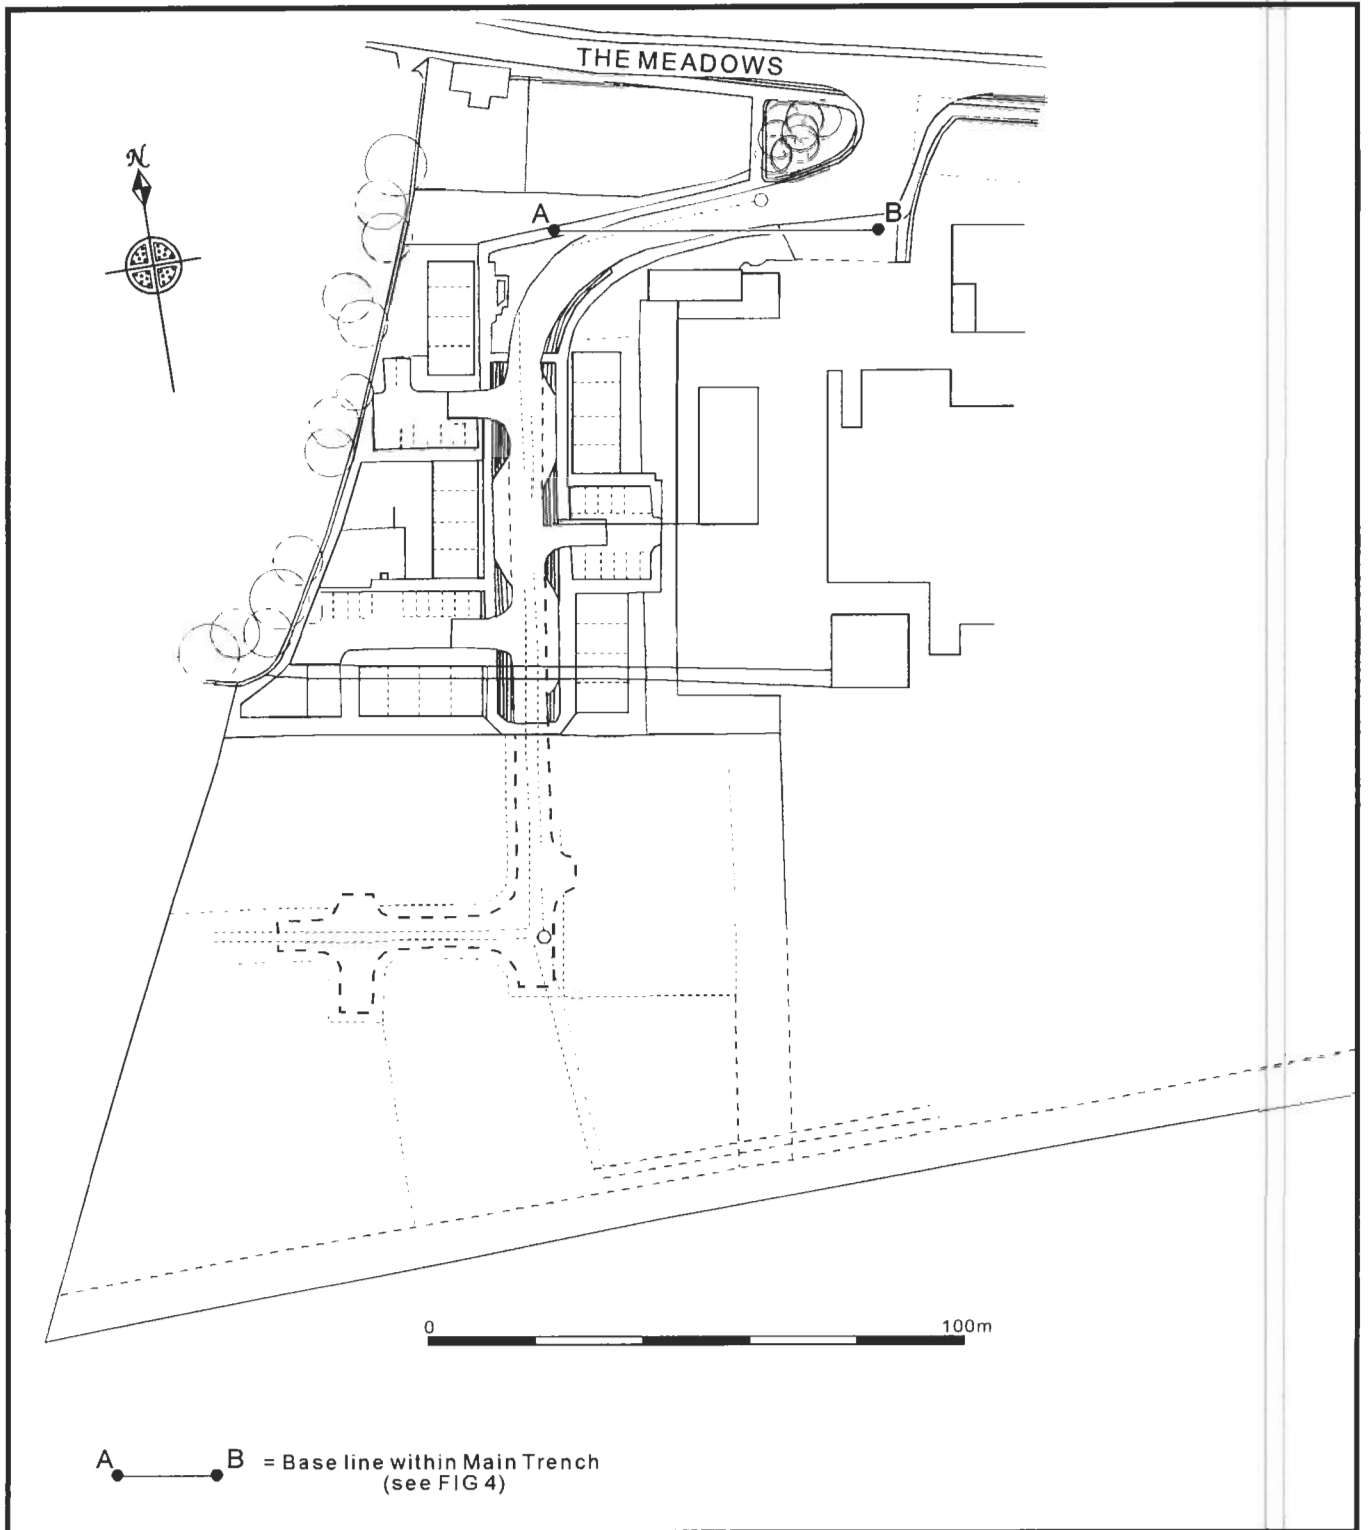 THE MEADOWS
N
A
B
0
100m
A
B
= Base line within Main Trench
(see FIG 4)